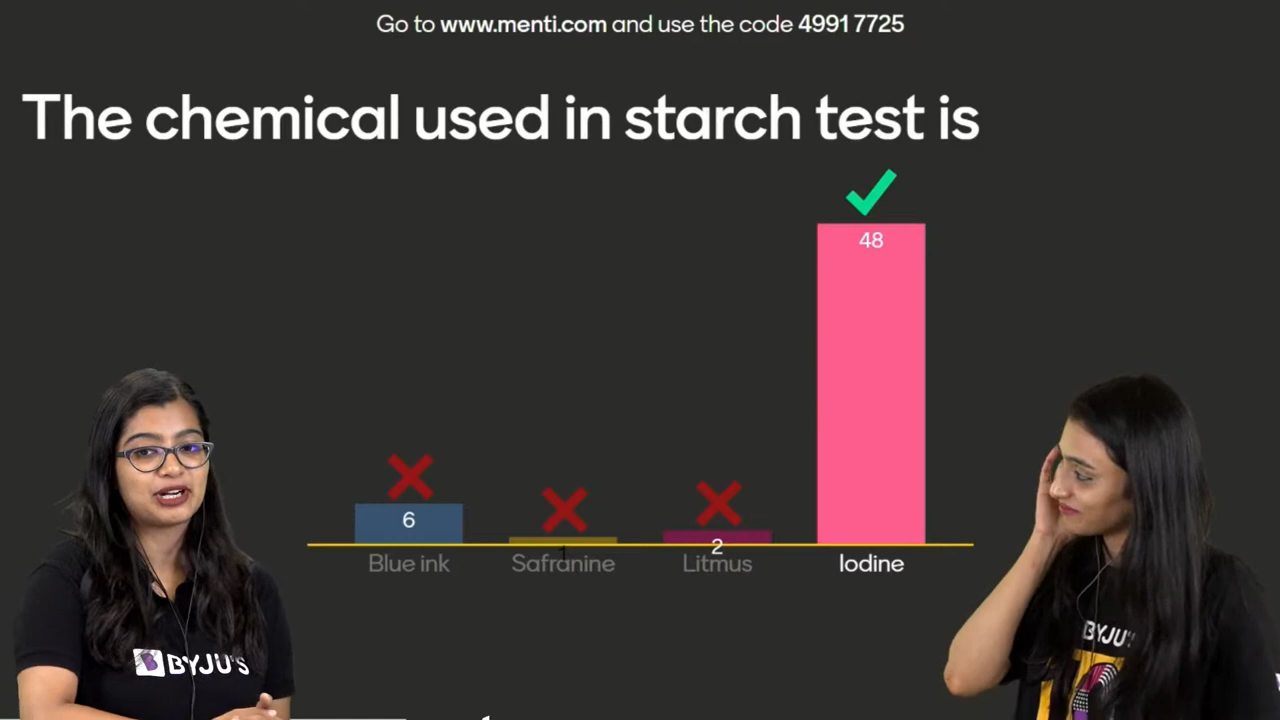 Go to www.menti.com and use the code 4991 7725
The chemical used in starch test is
48
6
1
2
Blue ink
Safranine
Litmus
Iodine
BYJU'S
BYJU'S